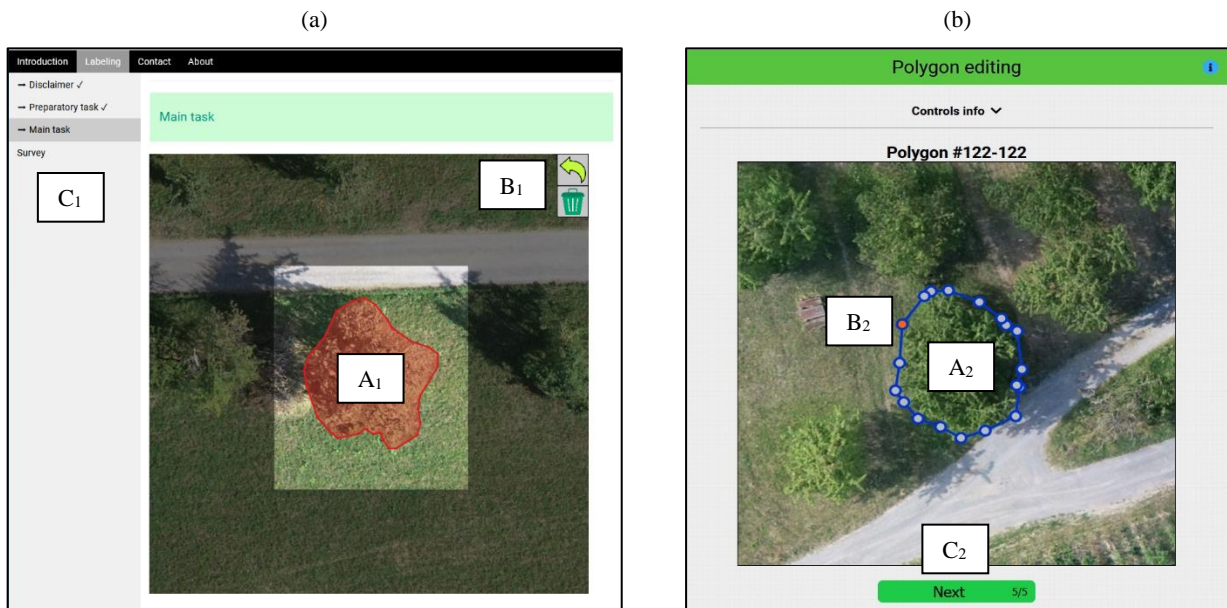 (a)
(b)
Introduction Labeling Contact About
→ Disclaimer ✓
→ Preparatory task ✓
→ Main task
Survey
Main task
A₁
B₁
C₁
Polygon editing
i
Controls info
Polygon #122-122
B₂
A₂
C₂
Next 5/5